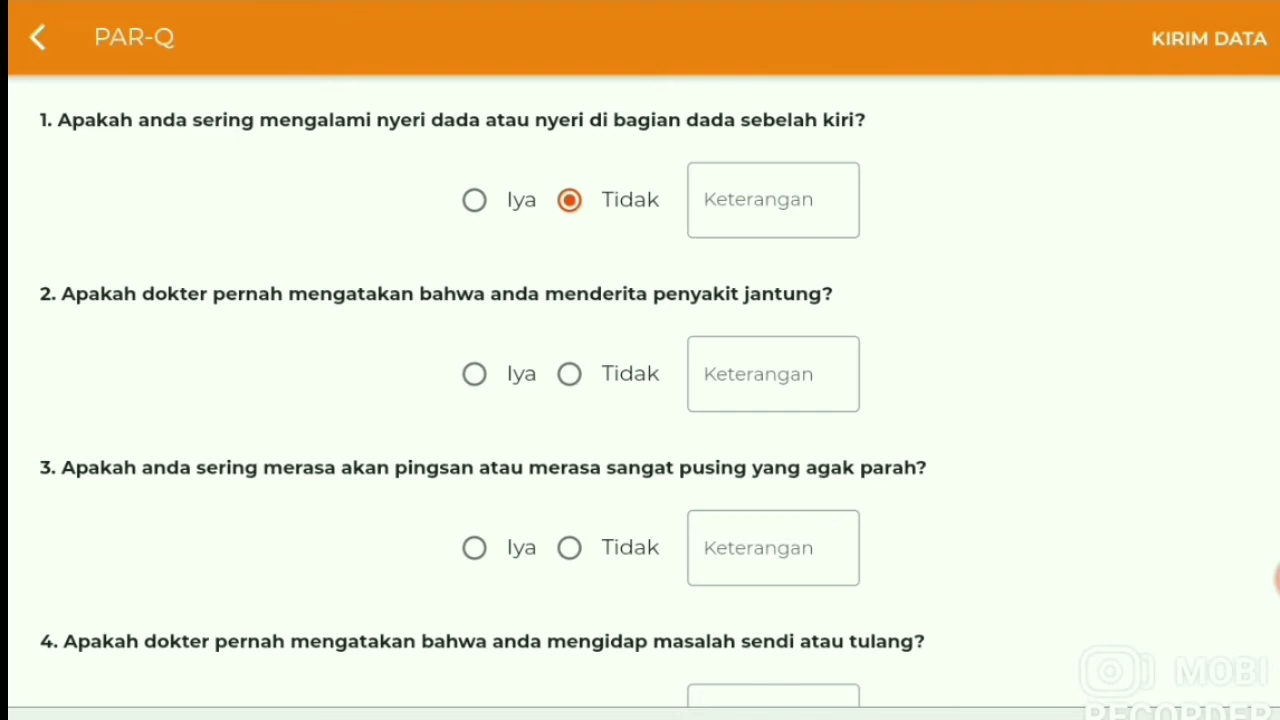 PAR-Q
KIRIM DATA
1. Apakah anda sering mengalami nyeri dada atau nyeri di bagian dada sebelah kiri?
Iya Tidak Keterangan
2. Apakah dokter pernah mengatakan bahwa anda menderita penyakit jantung?
Iya Tidak Keterangan
3. Apakah anda sering merasa akan pingsan atau merasa sangat pusing yang agak parah?
Iya Tidak Keterangan
4. Apakah dokter pernah mengatakan bahwa anda mengidap masalah sendi atau tulang?
MOBI
RECORDER